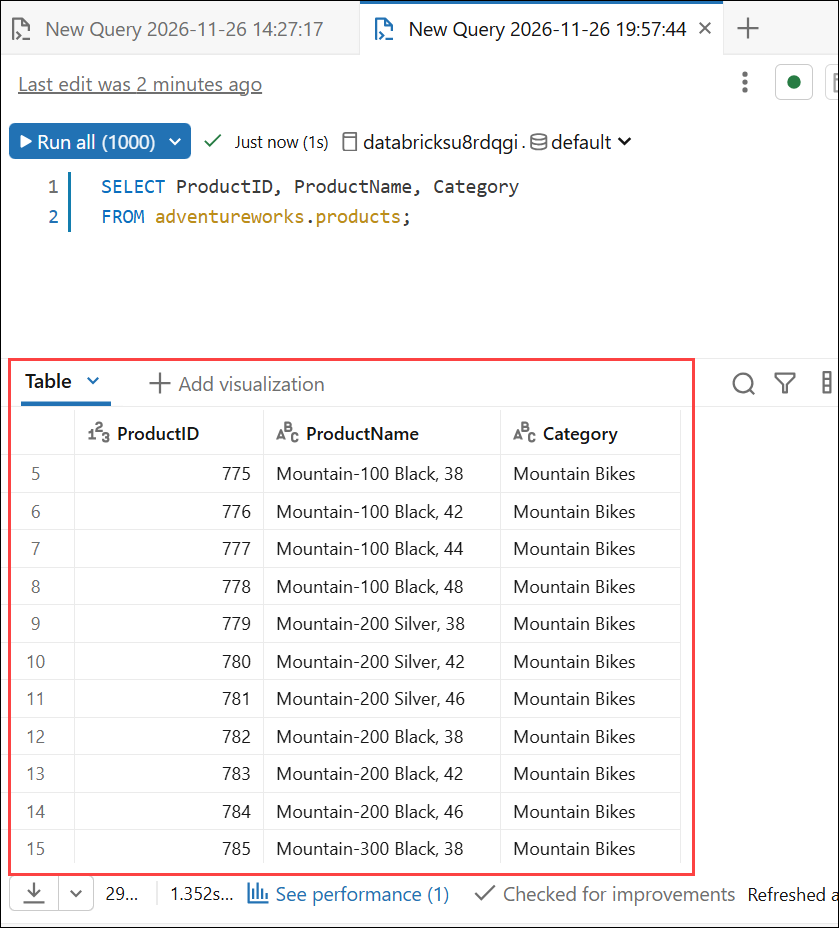 New Query 2026-11-26 14:27:17
New Query 2026-11-26 19:57:44
Last edit was 2 minutes ago
Run all (1000) Just now (1s) databricksu8rdqgi . default
1 SELECT ProductID, ProductName, Category
2 FROM adventureworks.products;
Table Add visualization
ProductID ProductName Category
5 775 Mountain-100 Black, 38 Mountain Bikes
6 776 Mountain-100 Black, 42 Mountain Bikes
7 777 Mountain-100 Black, 44 Mountain Bikes
8 778 Mountain-100 Black, 48 Mountain Bikes
9 779 Mountain-200 Silver, 38 Mountain Bikes
10 780 Mountain-200 Silver, 42 Mountain Bikes
11 781 Mountain-200 Silver, 46 Mountain Bikes
12 782 Mountain-200 Black, 38 Mountain Bikes
13 783 Mountain-200 Black, 42 Mountain Bikes
14 784 Mountain-200 Black, 46 Mountain Bikes
15 785 Mountain-300 Black, 38 Mountain Bikes
29... 1.352s... See performance (1) Checked for improvements Refreshed a